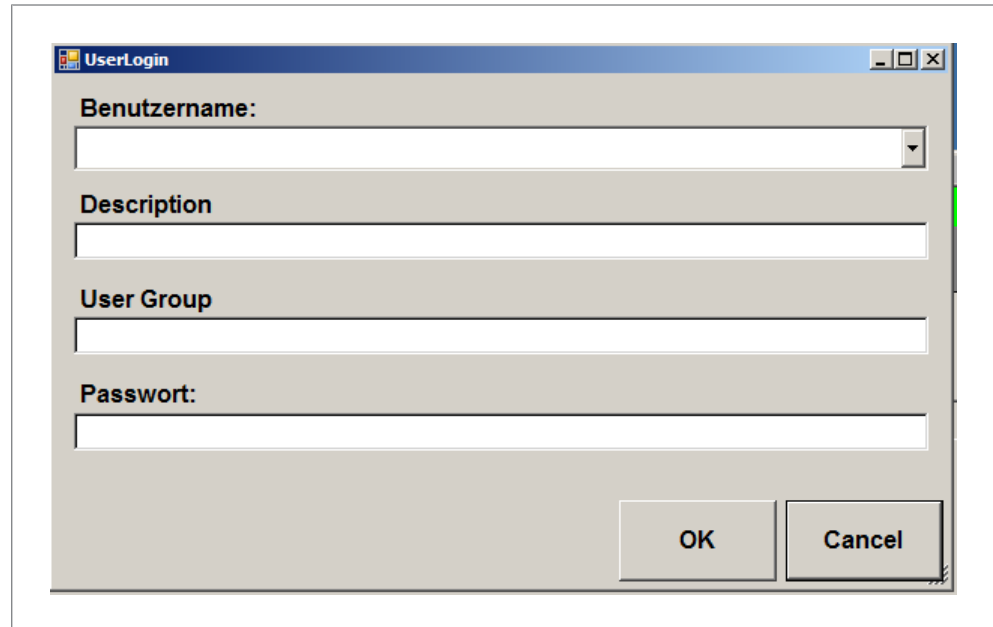 UserLogin
Benutzername:
Description
User Group
Passwort:
OK
Cancel